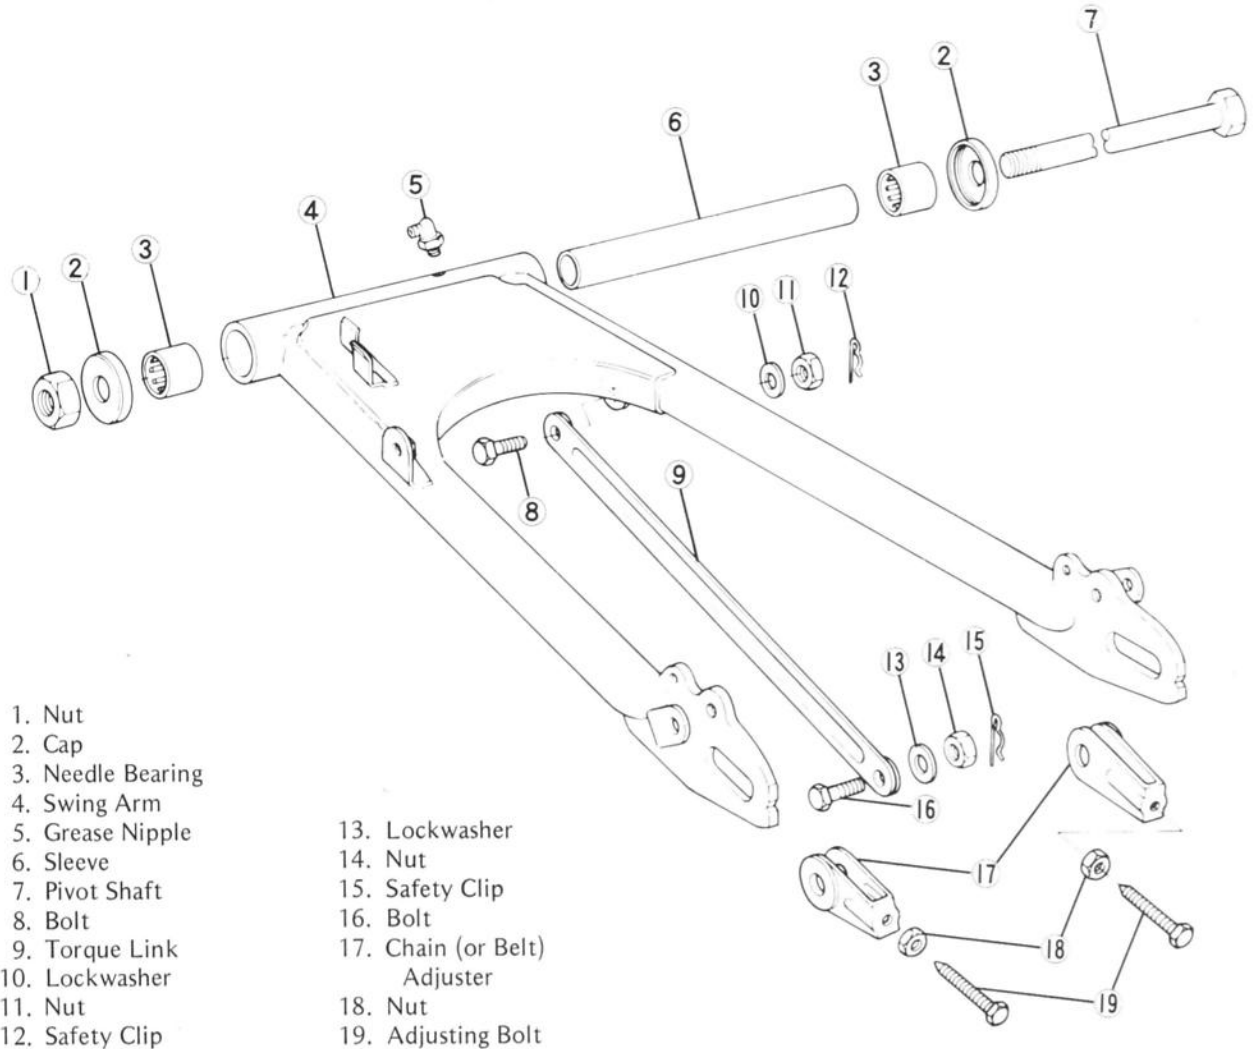 7
2
3
6
5
4
3
2
1
12
11
10
9
8
15
14
13
16
17
18
19
1. Nut
2. Cap
3. Needle Bearing
4. Swing Arm
5. Grease Nipple
6. Sleeve
7. Pivot Shaft
8. Bolt
9. Torque Link
10. Lockwasher
11. Nut
12. Safety Clip
13. Lockwasher
14. Nut
15. Safety Clip
16. Bolt
17. Chain (or Belt)
Adjuster
18. Nut
19. Adjusting Bolt